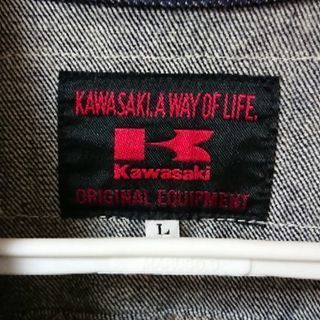 KAWASAKI.A WAY OF LIFE.
Kawasaki
ORIGINAL EQUIPMENT
L